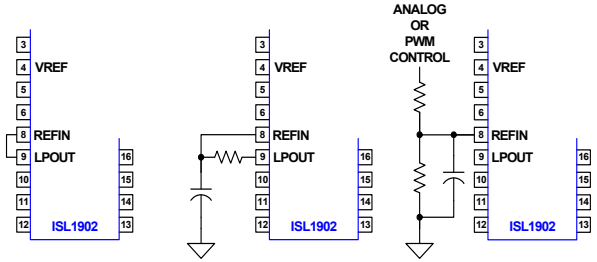 ANALOG
OR
PWM
CONTROL
3
4 VREF
5
6
8 REFIN
9 LPOUT
10
11
12
16
15
14
13
ISL1902
3
4 VREF
5
6
8 REFIN
9 LPOUT
10
11
12
16
15
14
13
ISL1902
3
4 VREF
5
6
8 REFIN
9 LPOUT
10
11
12
16
15
14
13
ISL1902